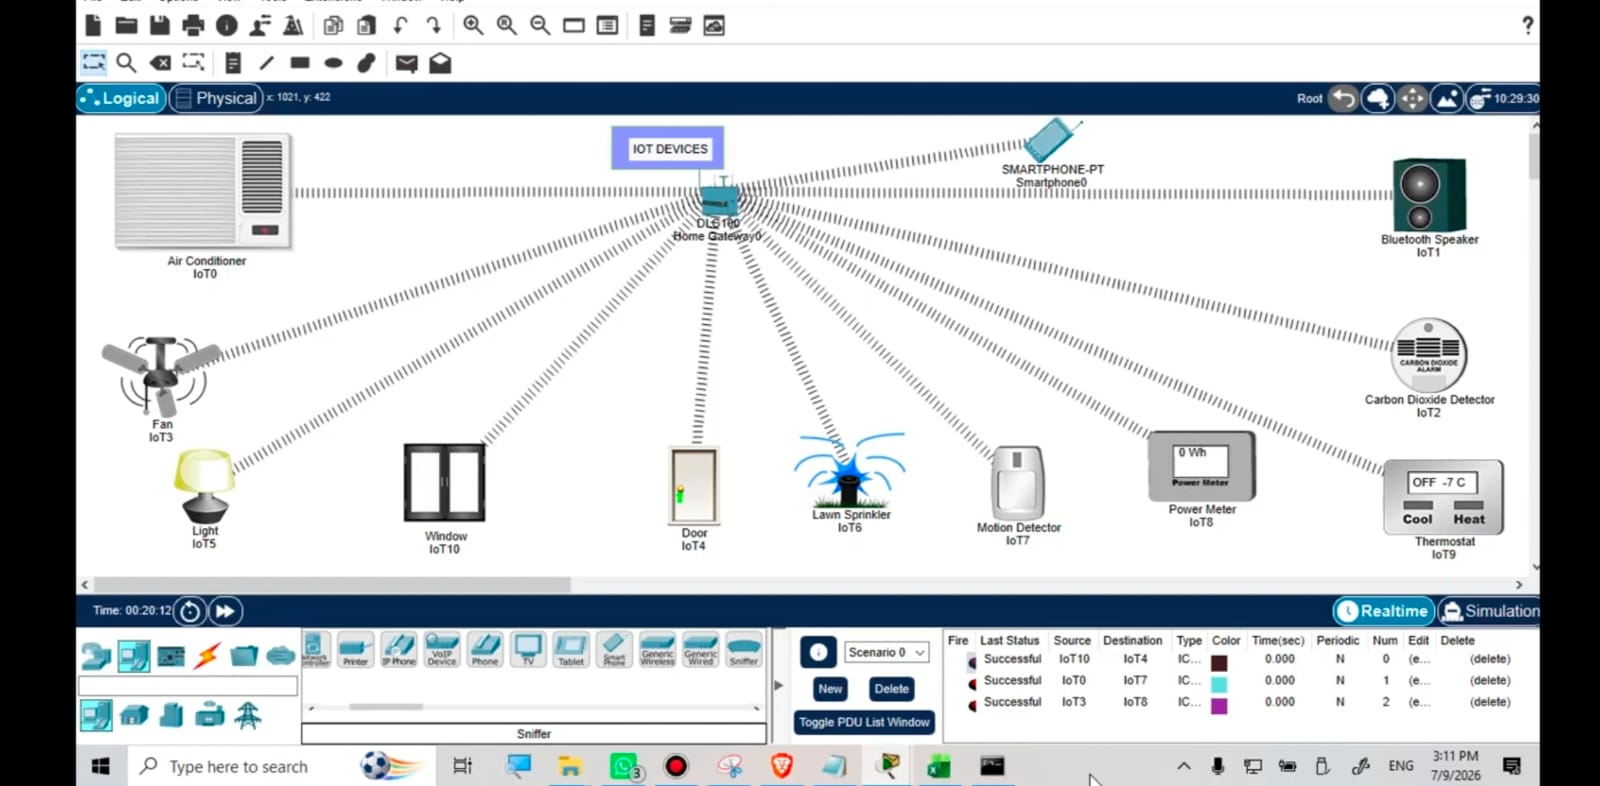 Logical
Physical
x: 1021, y: 422
Root
10:29:30
IOT DEVICES
SMARTPHONE-PT
Smartphone0
Home Gateway0
Air Conditioner
IoT0
Bluetooth Speaker
IoT1
CARBON DIOXIDE
ALARM
Carbon Dioxide Detector
IoT2
Fan
IoT3
Light
IoT5
Window
IoT10
Door
IoT4
Lawn Sprinkler
IoT6
Motion Detector
IoT7
0 Wh
Power Meter
Power Meter
IoT8
OFF -7 C
Cool Heat
Thermostat
IoT9
Time: 00:20:12
Realtime
Simulation
Printer
IP Phone
VoIP
Device
Phone
TV
Tablet
Smart
Phone
Generic
Wireless
Generic
Wired
Sniffer
Sniffer
Scenario 0
New
Delete
Toggle PDU List Window
Fire Last Status Source Destination Type Color Time(sec) Periodic Num Edit Delete
Successful IoT10 IoT4 IC... 0.000 N 0 (e... (delete)
Successful IoT0 IoT7 IC... 0.000 N 1 (e... (delete)
Successful IoT3 IoT8 IC... 0.000 N 2 (e... (delete)
Type here to search
3
ENG
3:11 PM
7/9/2026